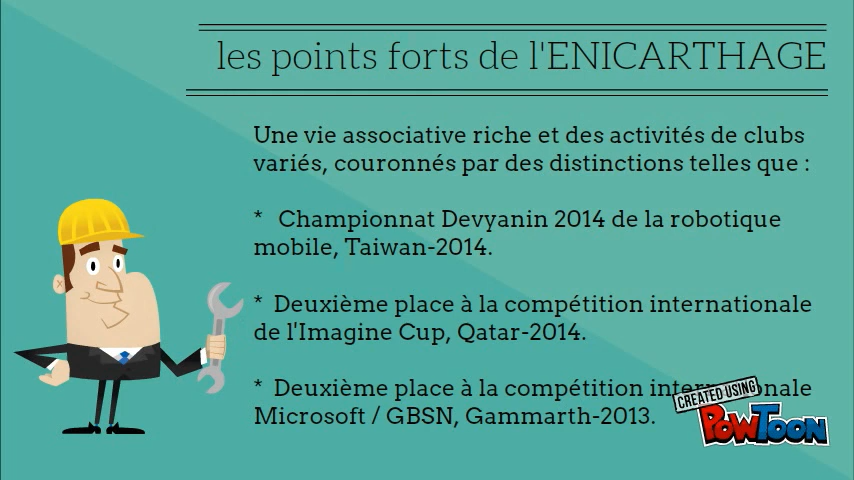 les points forts de l'ENICARTHAGE
Une vie associative riche et des activités de clubs
variés, couronnés par des distinctions telles que :
* Championnat Devyanin 2014 de la robotique
mobile, Taiwan-2014.
* Deuxième place à la compétition internationale
de l'Imagine Cup, Qatar-2014.
* Deuxième place à la compétition
Microsoft / GBSN, Gammarth-2013.
CREATED USING
POWTOON